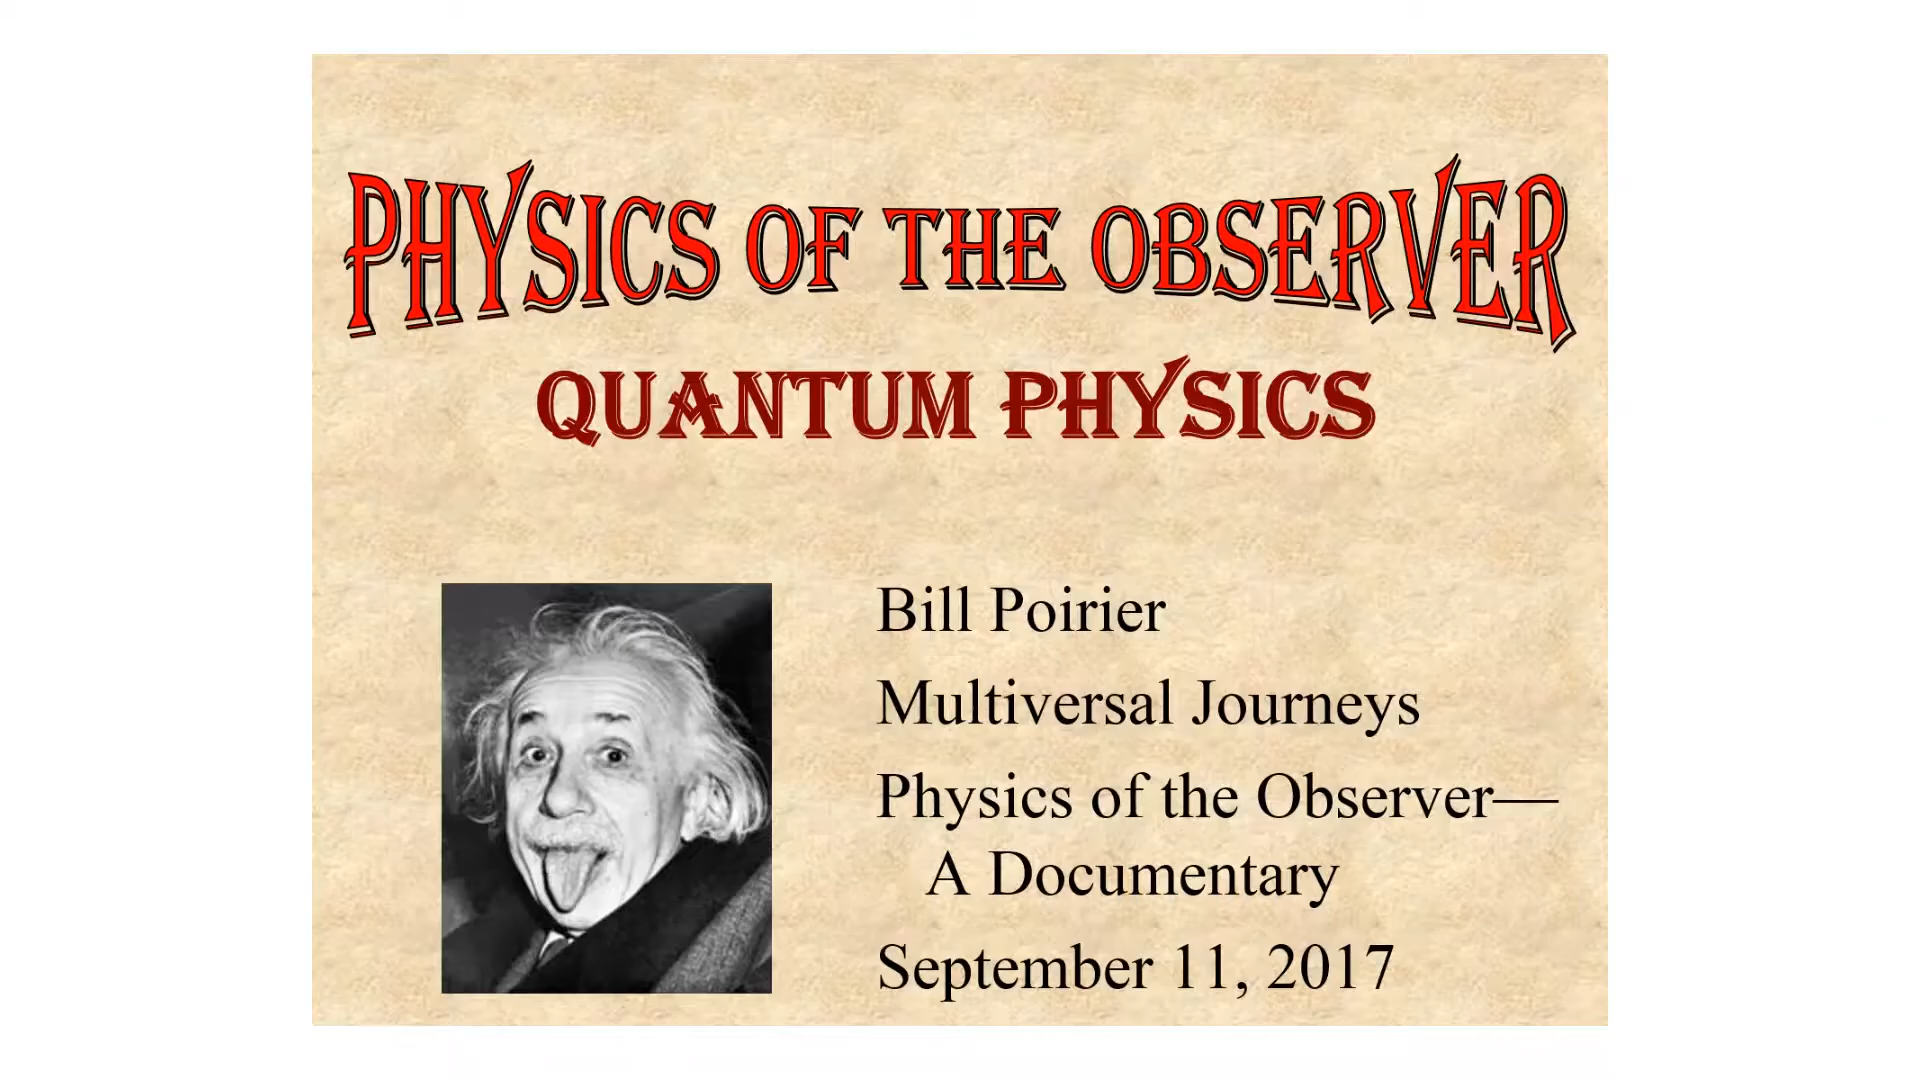 PHYSICS OF THE OBSERVER
QUANTUM PHYSICS
Bill Poirier
Multiversal Journeys
Physics of the Observer—
A Documentary
September 11, 2017